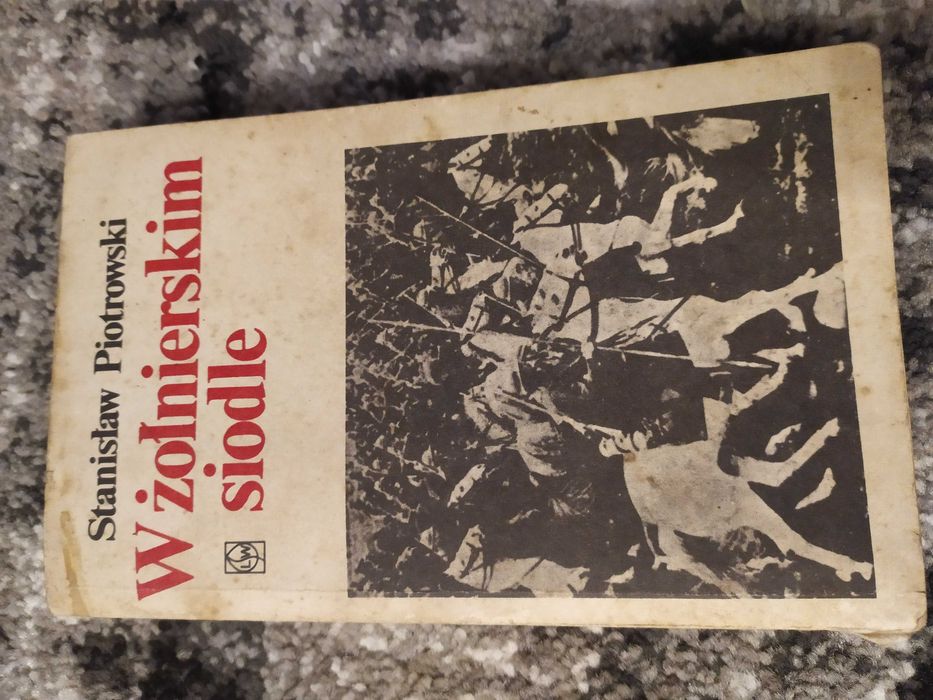 Stanisław Piotrowski
W żołnierskim
siodle
LW